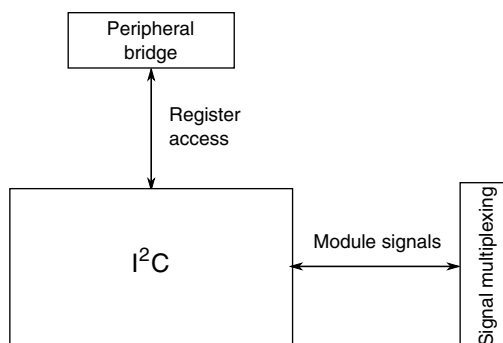 Peripheral
bridge
Register
access
Module signals
I²C
Signal multiplexing